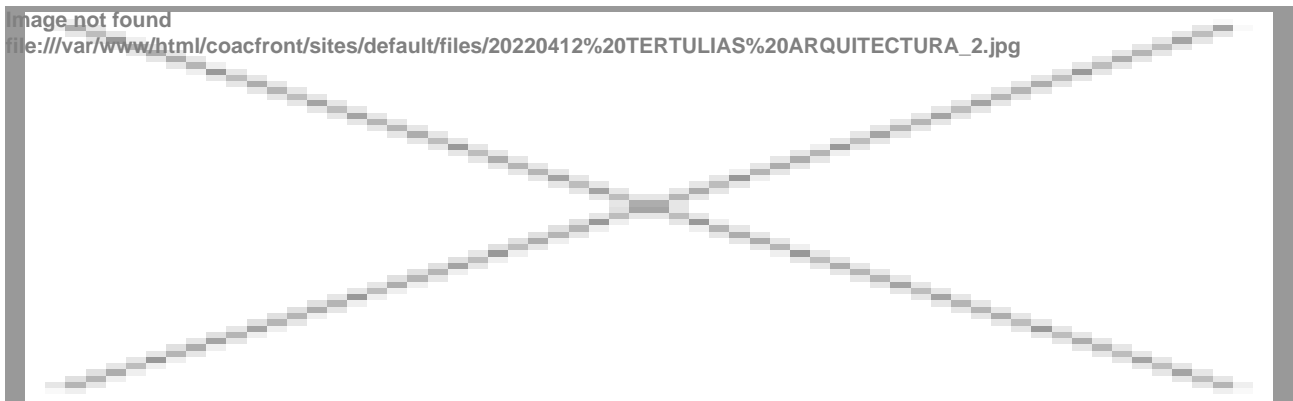 Image not found
file:///var/www/html/coacfront/sites/default/files/20220412%20TERTULIAS%20ARQUITECTURA_2.jpg